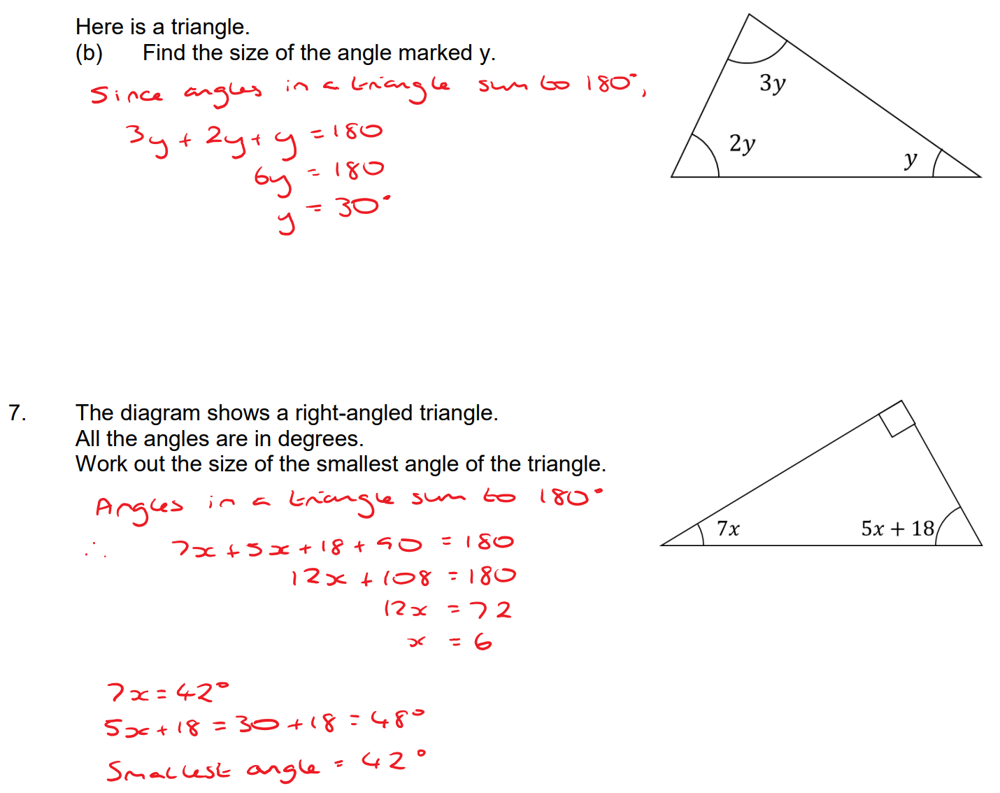 Here is a triangle.
(b) Find the size of the angle marked y.
Since angles in a triangle sum to 180°,
3y + 2y + y = 180
6y = 180
y = 30°
3y
2y
y
7. The diagram shows a right-angled triangle.
All the angles are in degrees.
Work out the size of the smallest angle of the triangle.
Angles in a triangle sum to 180°
∴ 7x + 5x + 18 + 90 = 180
12x + 108 = 180
12x = 72
x = 6
7x = 42°
5x + 18 = 30 + 18 = 48°
Smallest angle = 42°
7x
5x + 18